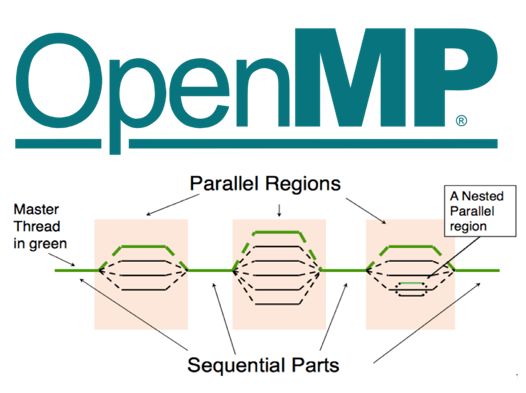 OpenMP®
Parallel Regions
A Nested
Parallel
region
Master
Thread
in green
Sequential Parts